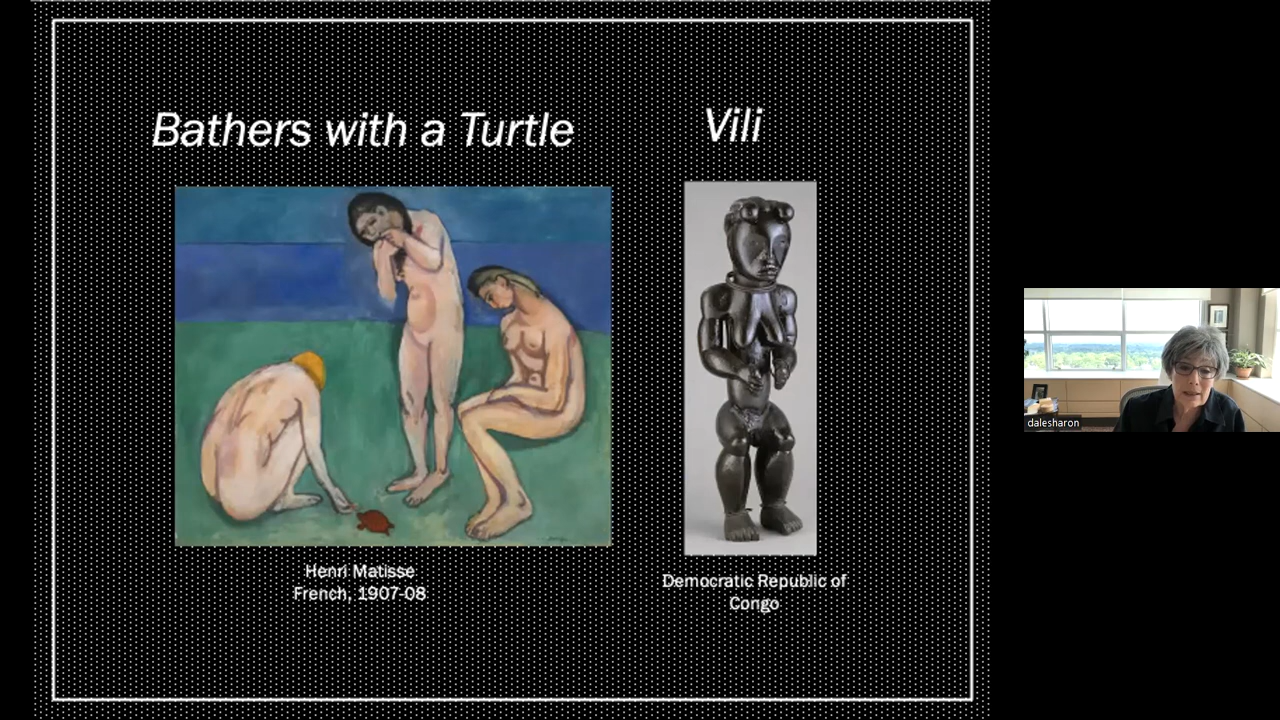 Bathers with a Turtle
Vili
Henri Matisse
French, 1907-08
Democratic Republic of
Congo
dalesharon